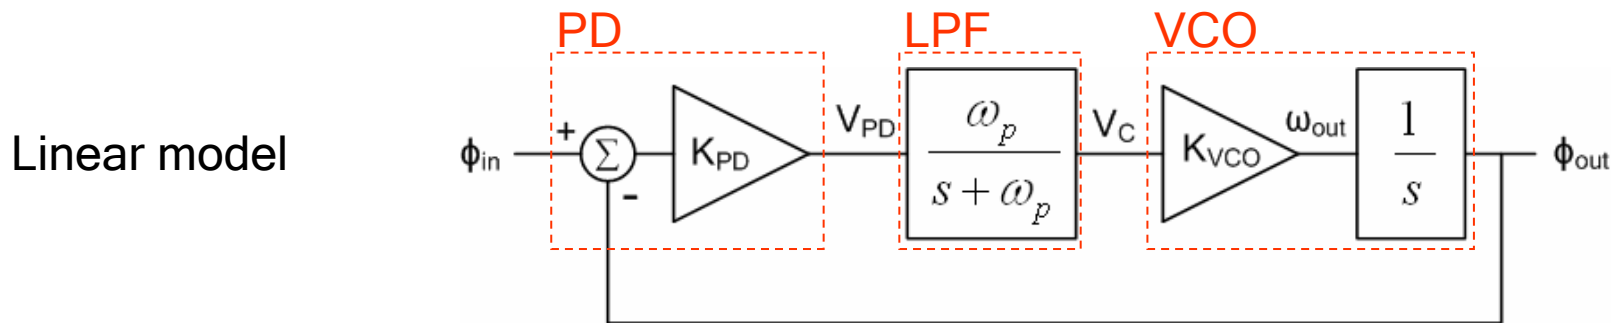 PD LPF VCO
Linear model
ϕin + Σ - KPD VPD ωp / s + ωp VC KVCO ωout 1 / s ϕout